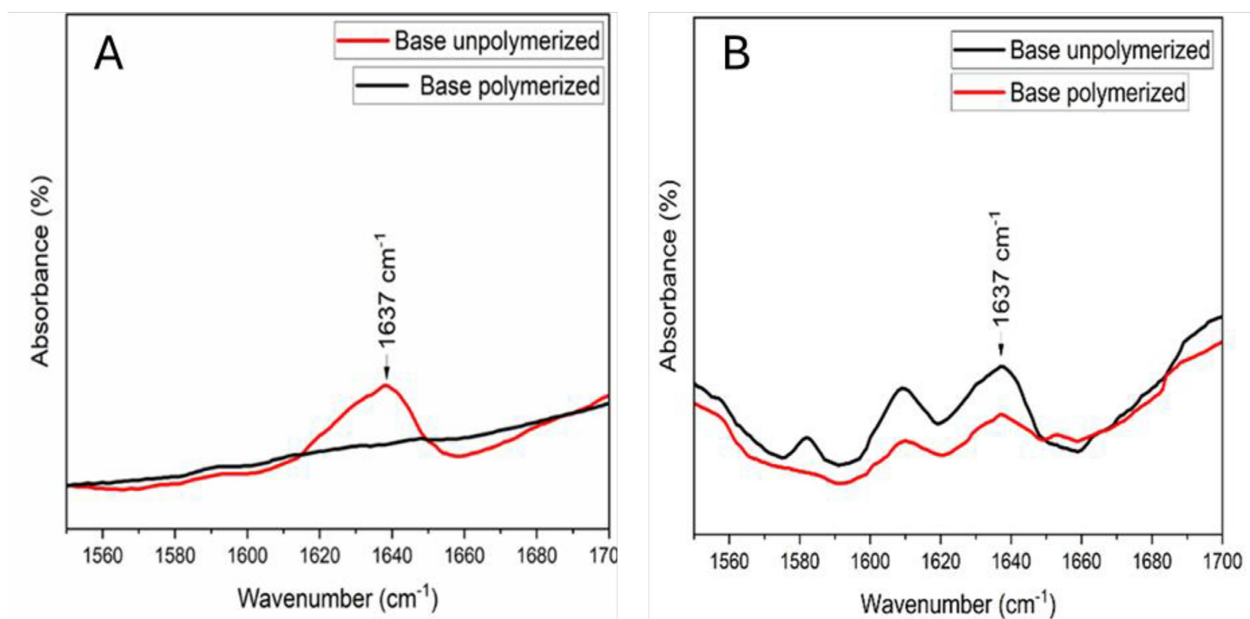 A
Base unpolymerized
Base polymerized
Absorbance (%)
1637 cm-1
1560 1580 1600 1620 1640 1660 1680 170
Wavenumber (cm-1)
B
Base unpolymerized
Base polymerized
Absorbance (%)
1637 cm-1
1560 1580 1600 1620 1640 1660 1680 1700
Wavenumber (cm-1)